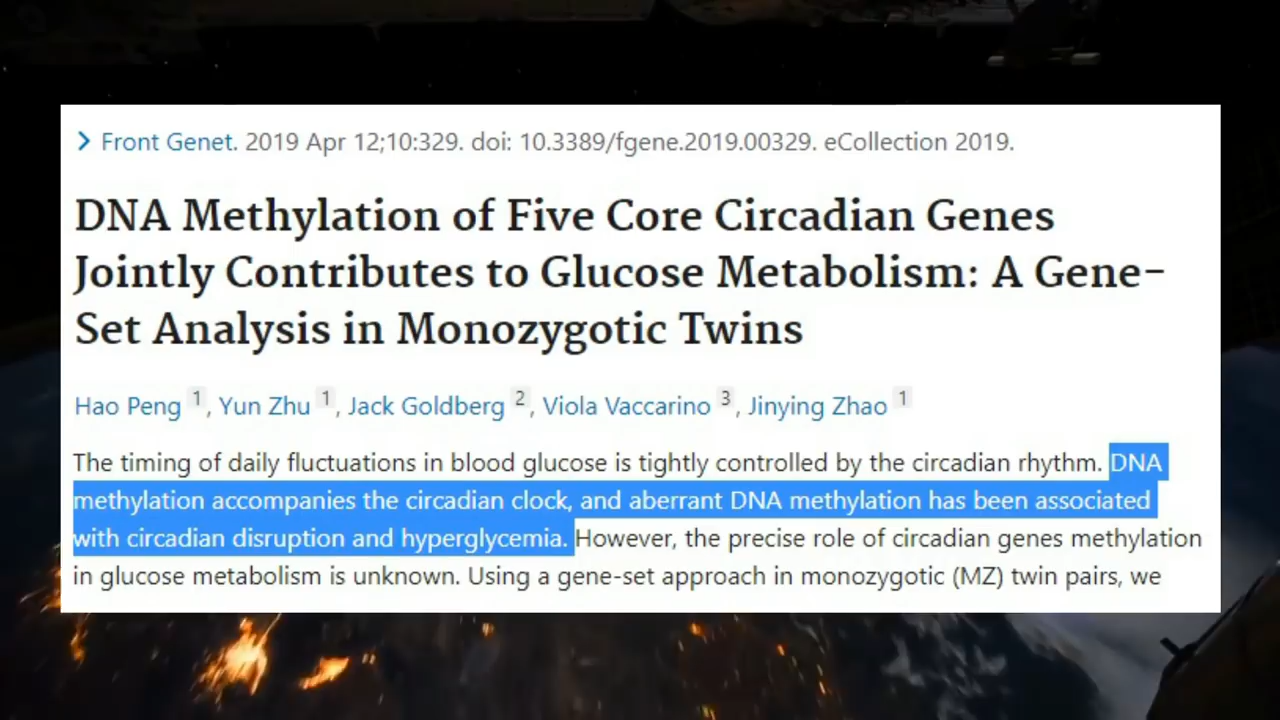 Front Genet. 2019 Apr 12;10:329. doi: 10.3389/fgene.2019.00329. eCollection 2019.
DNA Methylation of Five Core Circadian Genes
Jointly Contributes to Glucose Metabolism: A Gene-
Set Analysis in Monozygotic Twins
Hao Peng 1, Yun Zhu 1, Jack Goldberg 2, Viola Vaccarino 3, Jinying Zhao 1
The timing of daily fluctuations in blood glucose is tightly controlled by the circadian rhythm. DNA
methylation accompanies the circadian clock, and aberrant DNA methylation has been associated
with circadian disruption and hyperglycemia. However, the precise role of circadian genes methylation
in glucose metabolism is unknown. Using a gene-set approach in monozygotic (MZ) twin pairs, we